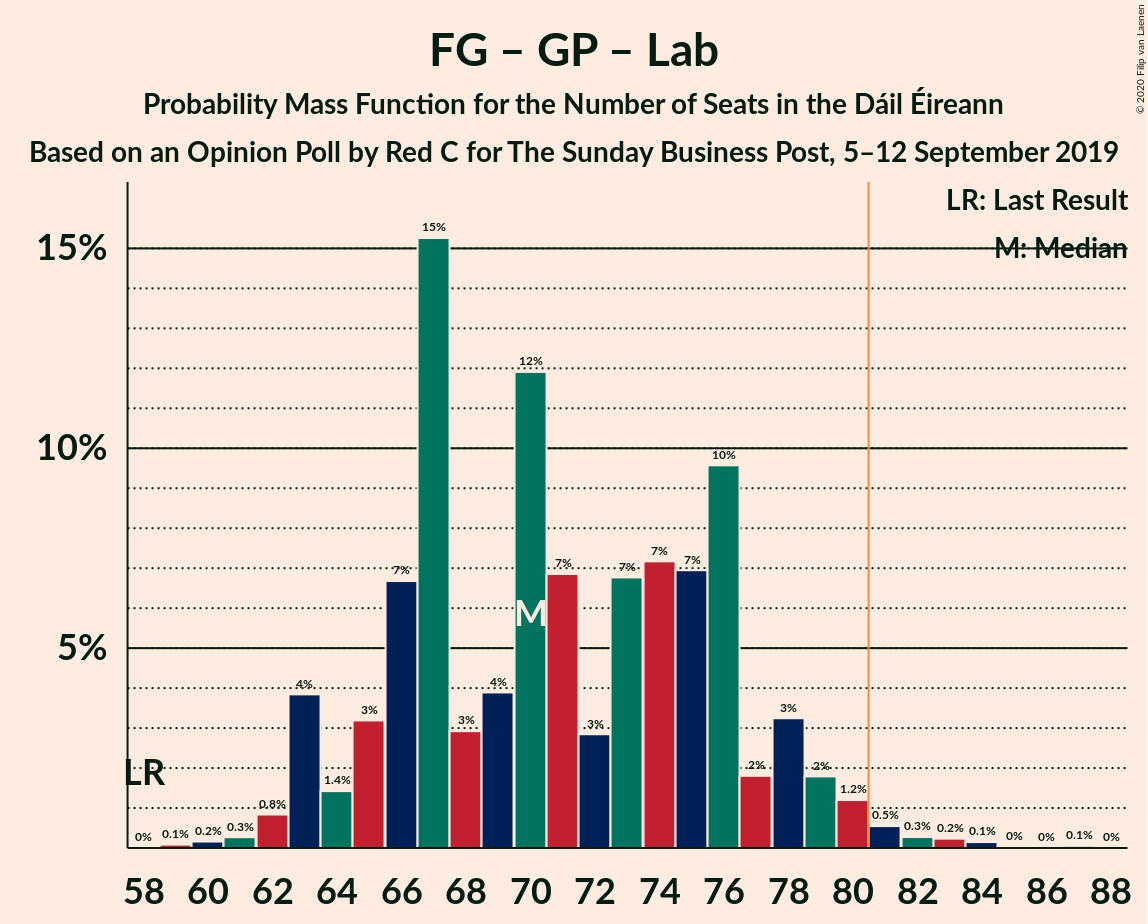 FG – GP – Lab
Probability Mass Function for the Number of Seats in the Dáil Éireann
Based on an Opinion Poll by Red C for The Sunday Business Post, 5–12 September 2019
© 2020 Filip van Laenen
LR: Last Result
M: Median
15%
10%
5%
LR
M
0% 0.1% 0.2% 0.3% 0.8% 4% 1.4% 3% 7% 15% 3% 4% 12% 7% 3% 7% 7% 7% 10% 2% 3% 2% 1.2% 0.5% 0.3% 0.2% 0.1% 0% 0% 0.1% 0%
58 60 62 64 66 68 70 72 74 76 78 80 82 84 86 88